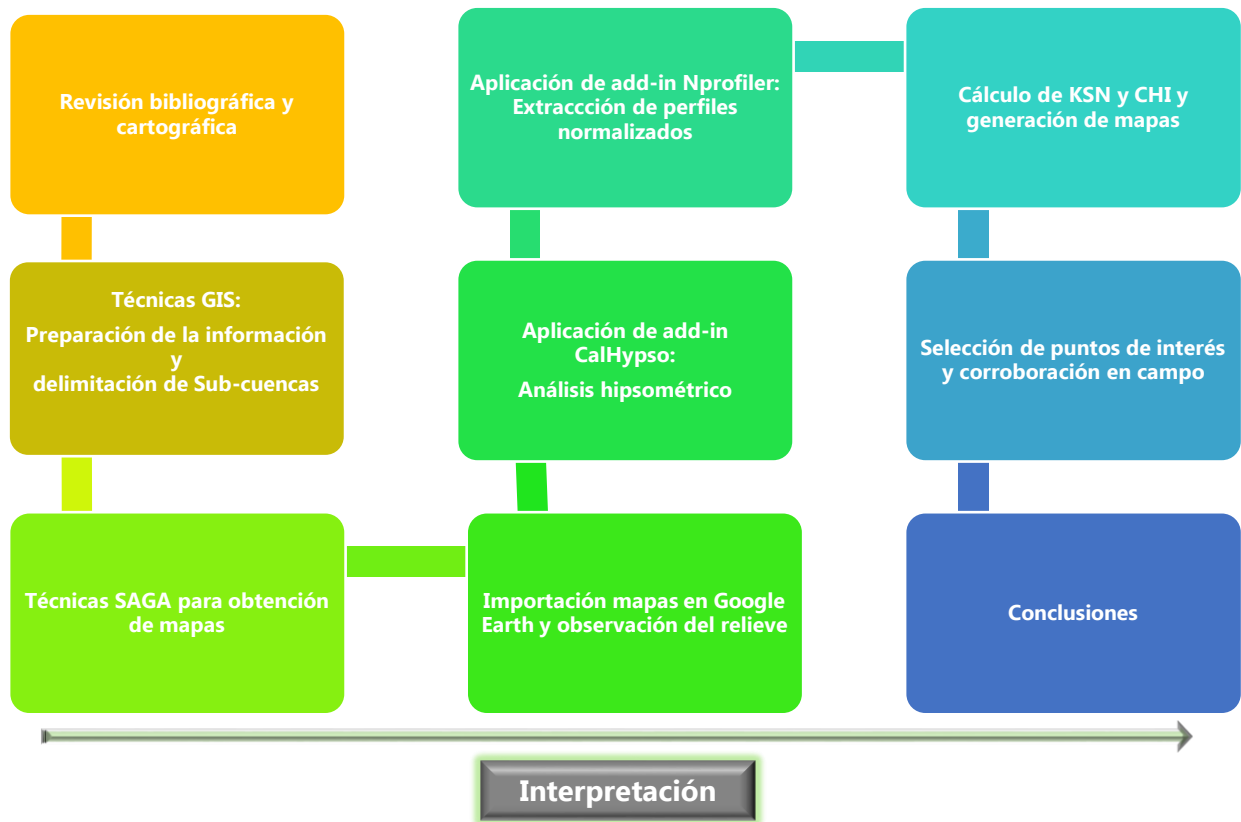 Revisión bibliográfica y
cartográfica
Técnicas GIS:
Preparación de la información
y
delimitación de Sub-cuencas
Técnicas SAGA para obtención
de mapas
Importación mapas en Google
Earth y observación del relieve
Aplicación de add-in
CalHypso:
Análisis hipsométrico
Aplicación de add-in Nprofiler:
Extraccción de perfiles
normalizados
Cálculo de KSN y CHI y
generación de mapas
Selección de puntos de interés
y corroboración en campo
Conclusiones
Interpretación